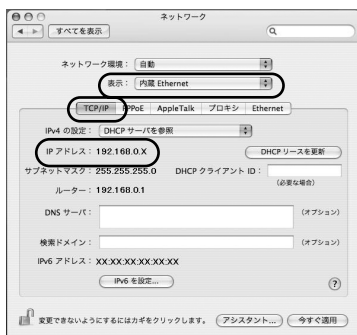 ネットワーク
すべてを表示
ネットワーク環境： 自動
表示： 内蔵 Ethernet
TCP/IP PPPoE AppleTalk プロキシ Ethernet
IPv4 の設定： DHCP サーバを参照
IP アドレス： 192.168.0.X DHCP リースを更新
サブネットマスク： 255.255.255.0 DHCP クライアント ID：
(必要な場合)
ルーター： 192.168.0.1
DNS サーバ： (オプション)
検索ドメイン： (オプション)
IPv6 アドレス： XX:XX:XX:XX:XX:XX
IPv6 を設定... ?
変更できないようにするにはカギをクリックします。 アシスタント... 今すぐ適用